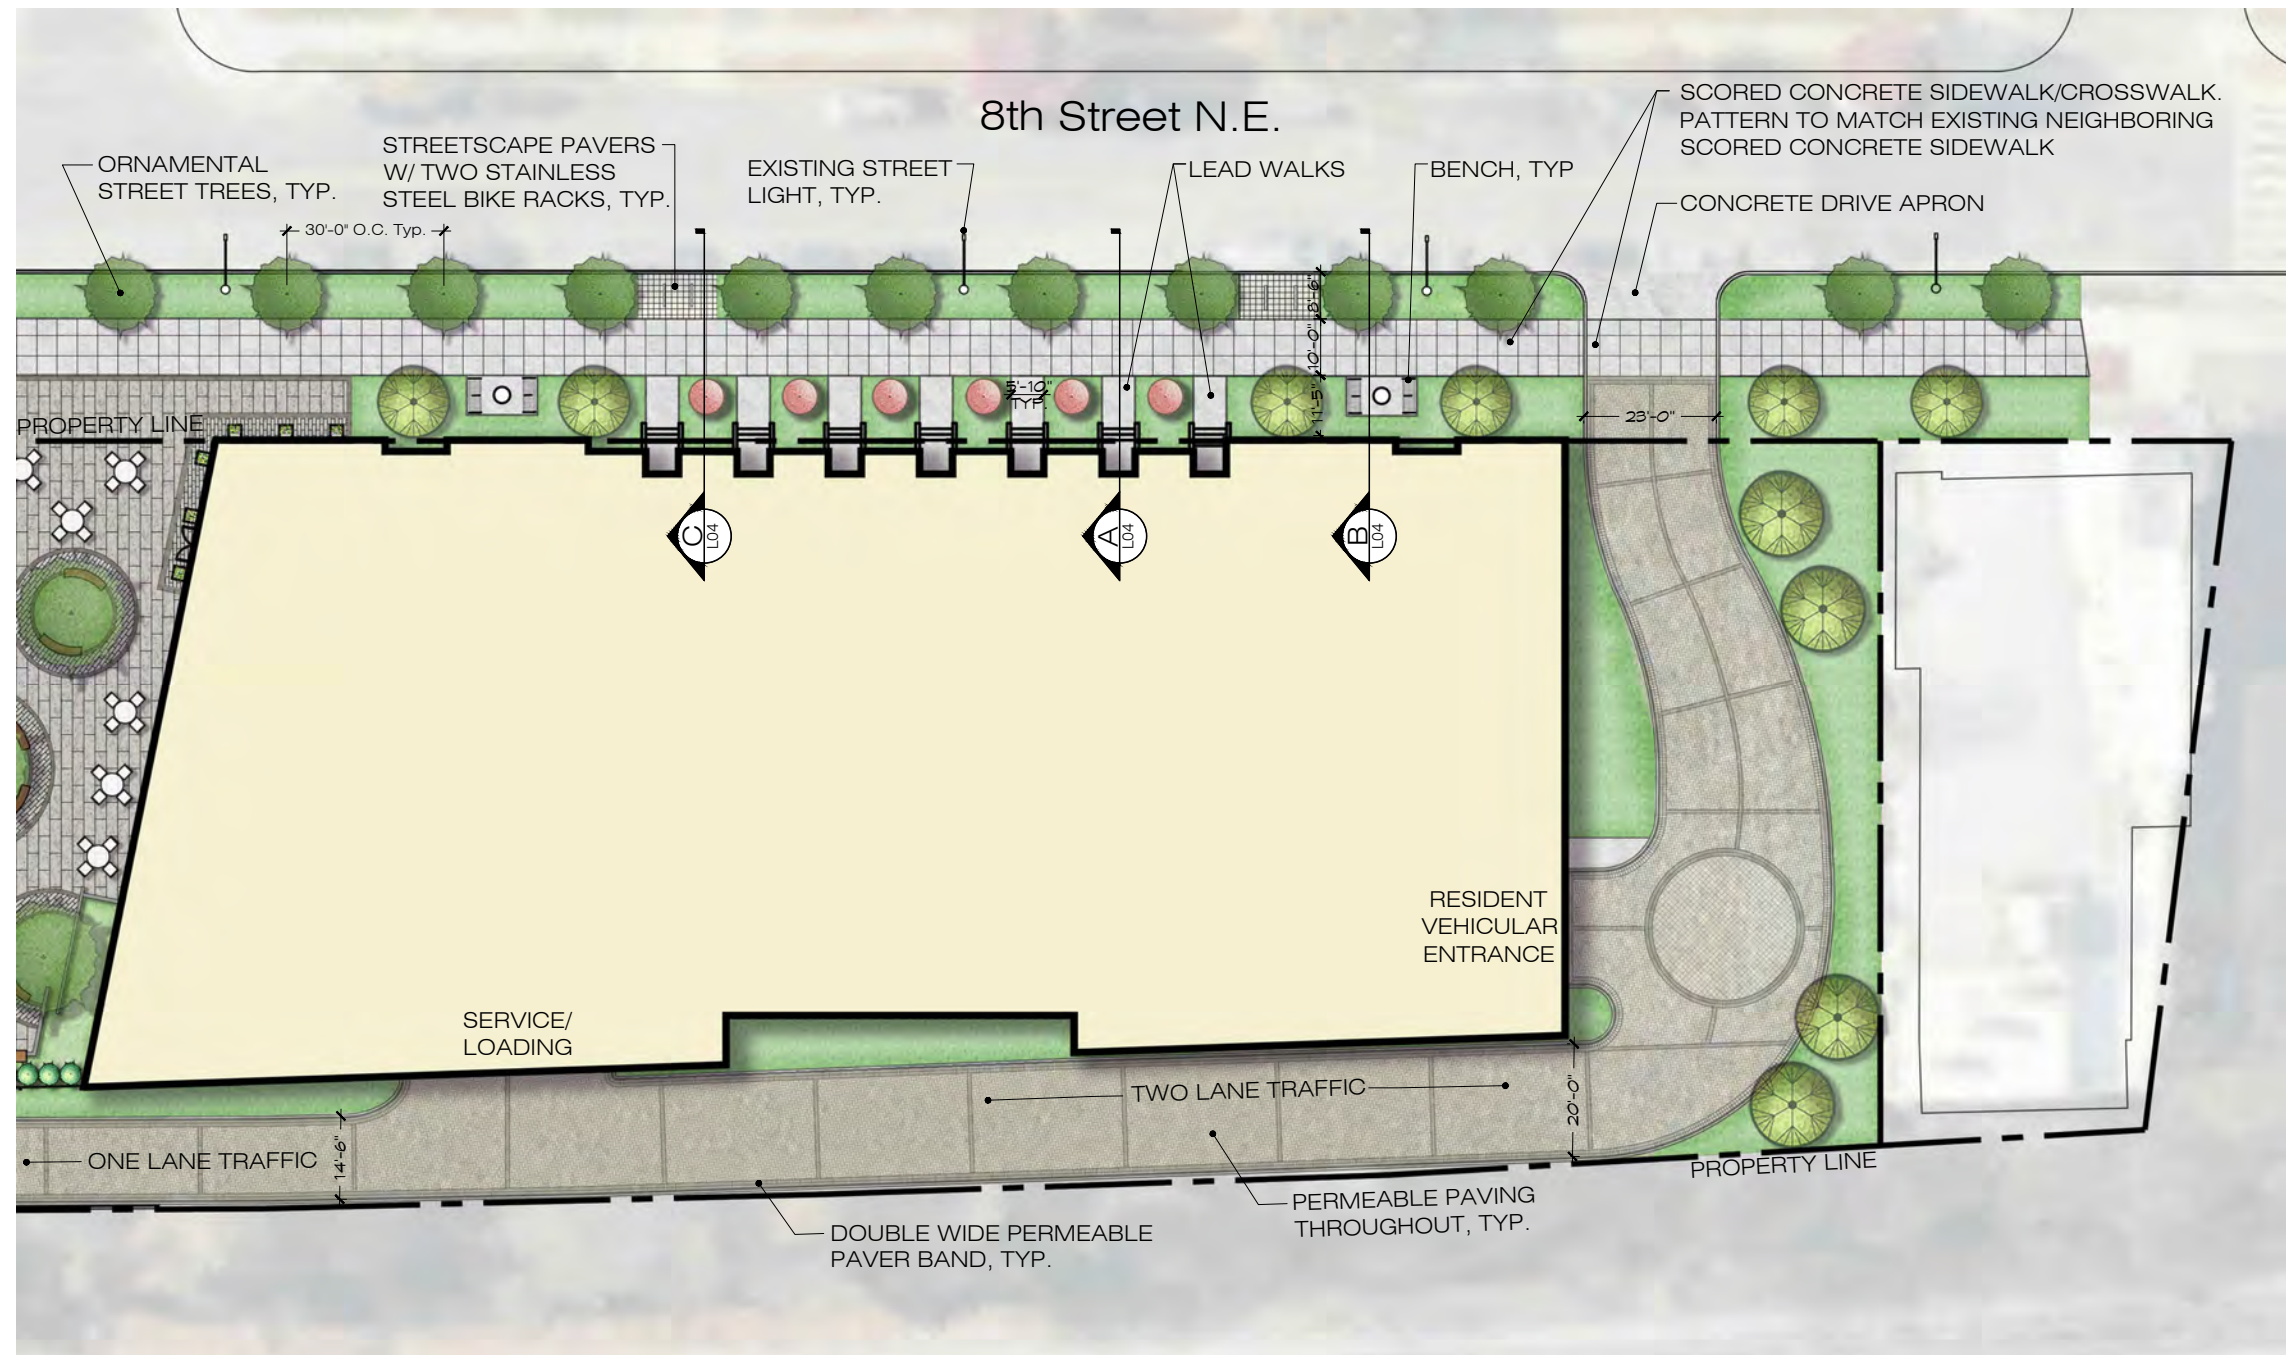 8th Street N.E.
SCORED CONCRETE SIDEWALK/CROSSWALK.
PATTERN TO MATCH EXISTING NEIGHBORING
SCORED CONCRETE SIDEWALK
STREETSCAPE PAVERS
W/ TWO STAINLESS
STEEL BIKE RACKS, TYP.
ORNAMENTAL
STREET TREES, TYP.
EXISTING STREET
LIGHT, TYP.
LEAD WALKS
BENCH, TYP
CONCRETE DRIVE APRON
30'-0" O.C. Typ.
8'-6"
10'-0"
11'-5"
5'-10"
TYP.
23'-0"
PROPERTY LINE
C
L04
A
L04
B
L04
RESIDENT
VEHICULAR
ENTRANCE
SERVICE/
LOADING
TWO LANE TRAFFIC
20'-0"
ONE LANE TRAFFIC
14'-6"
PROPERTY LINE
PERMEABLE PAVING
THROUGHOUT, TYP.
DOUBLE WIDE PERMEABLE
PAVER BAND, TYP.